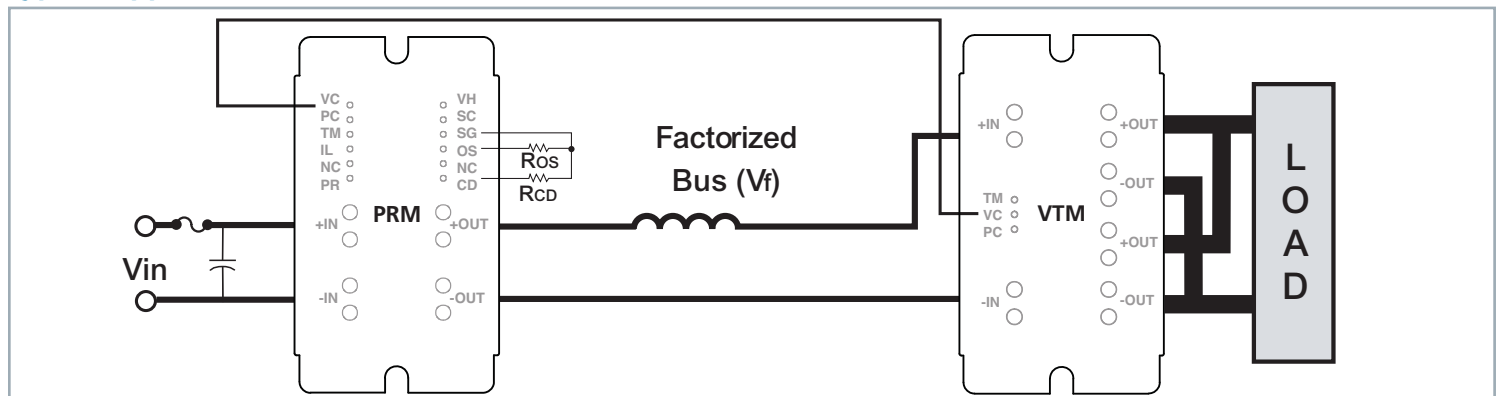 VC
PC
TM
IL
NC
PR
VH
SC
SG
OS
NC
CD
ROS
RCD
+IN
PRM
+OUT
-IN
-OUT
Vin
Factorized
Bus (Vf)
+IN
TM
VC
PC
VTM
-IN
+OUT
-OUT
+OUT
-OUT
LOAD